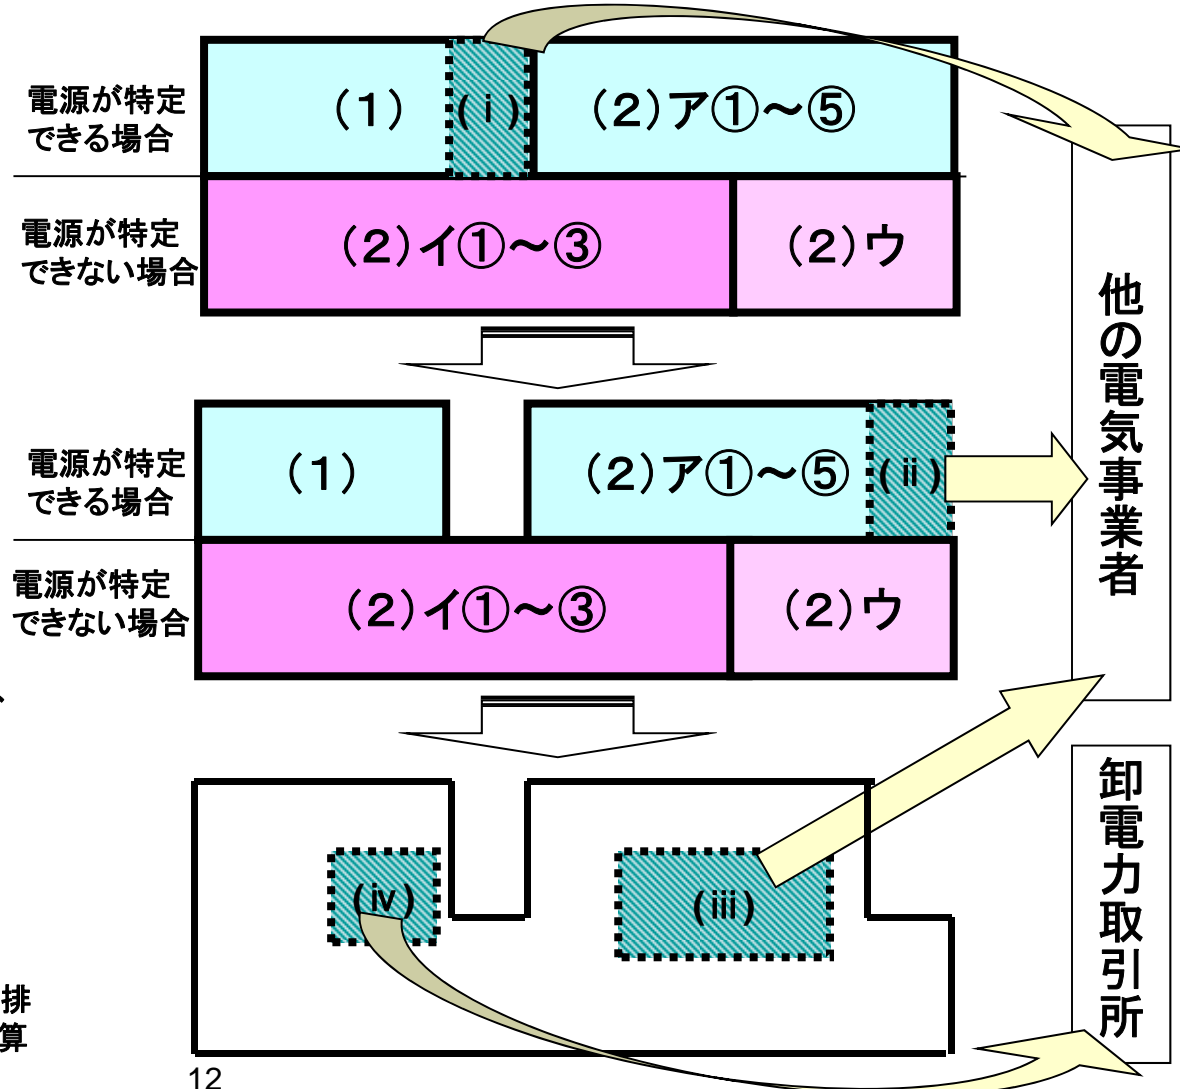 電源が特定
できる場合
(1)
(ⅰ)
(2)ア①～⑤
電源が特定
できない場合
(2)イ①～③
(2)ウ
他の電気事業者
電源が特定
できる場合
(1)
(2)ア①～⑤
(ⅱ)
電源が特定
できない場合
(2)イ①～③
(2)ウ
、
卸電力取引所
(ⅳ)
(ⅲ)
排
算
12